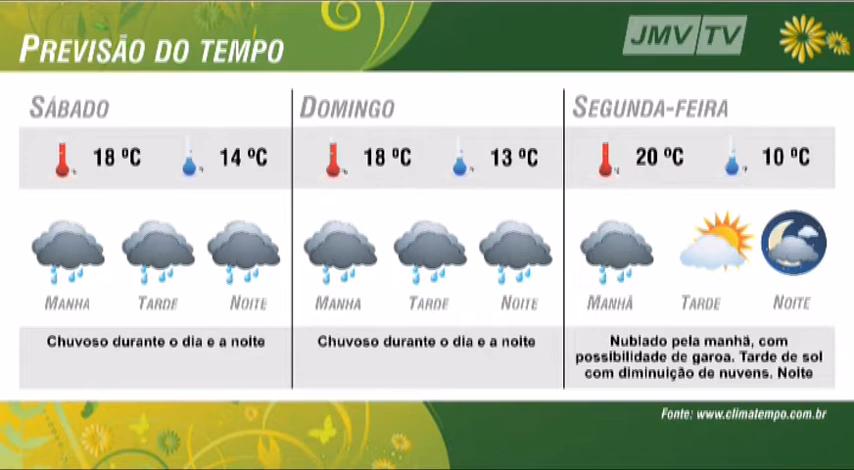 PREVISÃO DO TEMPO
JMV TV
SÁBADO
18 ºC 14 ºC
MANHA TARDE NOITE
Chuvoso durante o dia e a noite
DOMINGO
18 ºC 13 ºC
MANHA TARDE NOITE
Chuvoso durante o dia e a noite
SEGUNDA-FEIRA
20 ºC 10 ºC
MANHÃ TARDE NOITE
Nublado pela manhã, com
possibilidade de garoa. Tarde de sol
com diminuição de nuvens. Noite
Fonte: www.climatempo.com.br